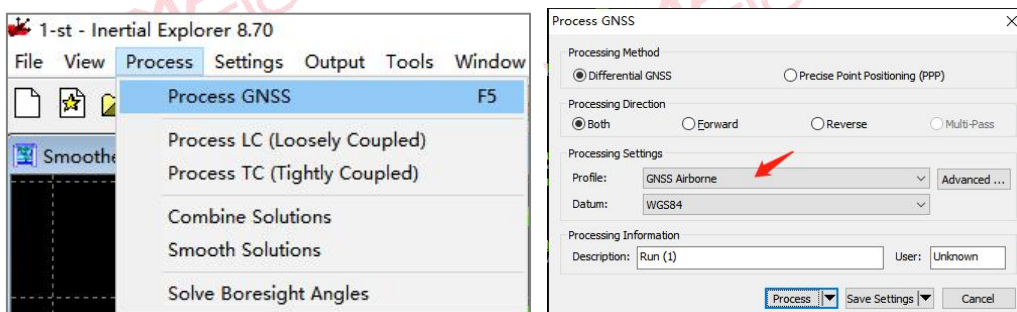 1-st - Inertial Explorer 8.70
File View Process Settings Output Tools Window
Process GNSS F5
Process LC (Loosely Coupled)
Process TC (Tightly Coupled)
Combine Solutions
Smooth Solutions
Solve Boresight Angles
Smoothe
Process GNSS
Processing Method
Differential GNSS Precise Point Positioning (PPP)
Processing Direction
Both Forward Reverse Multi-Pass
Processing Settings
Profile: GNSS Airborne Advanced ...
Datum: WGS84
Processing Information
Description: Run (1) User: Unknown
Process Save Settings Cancel